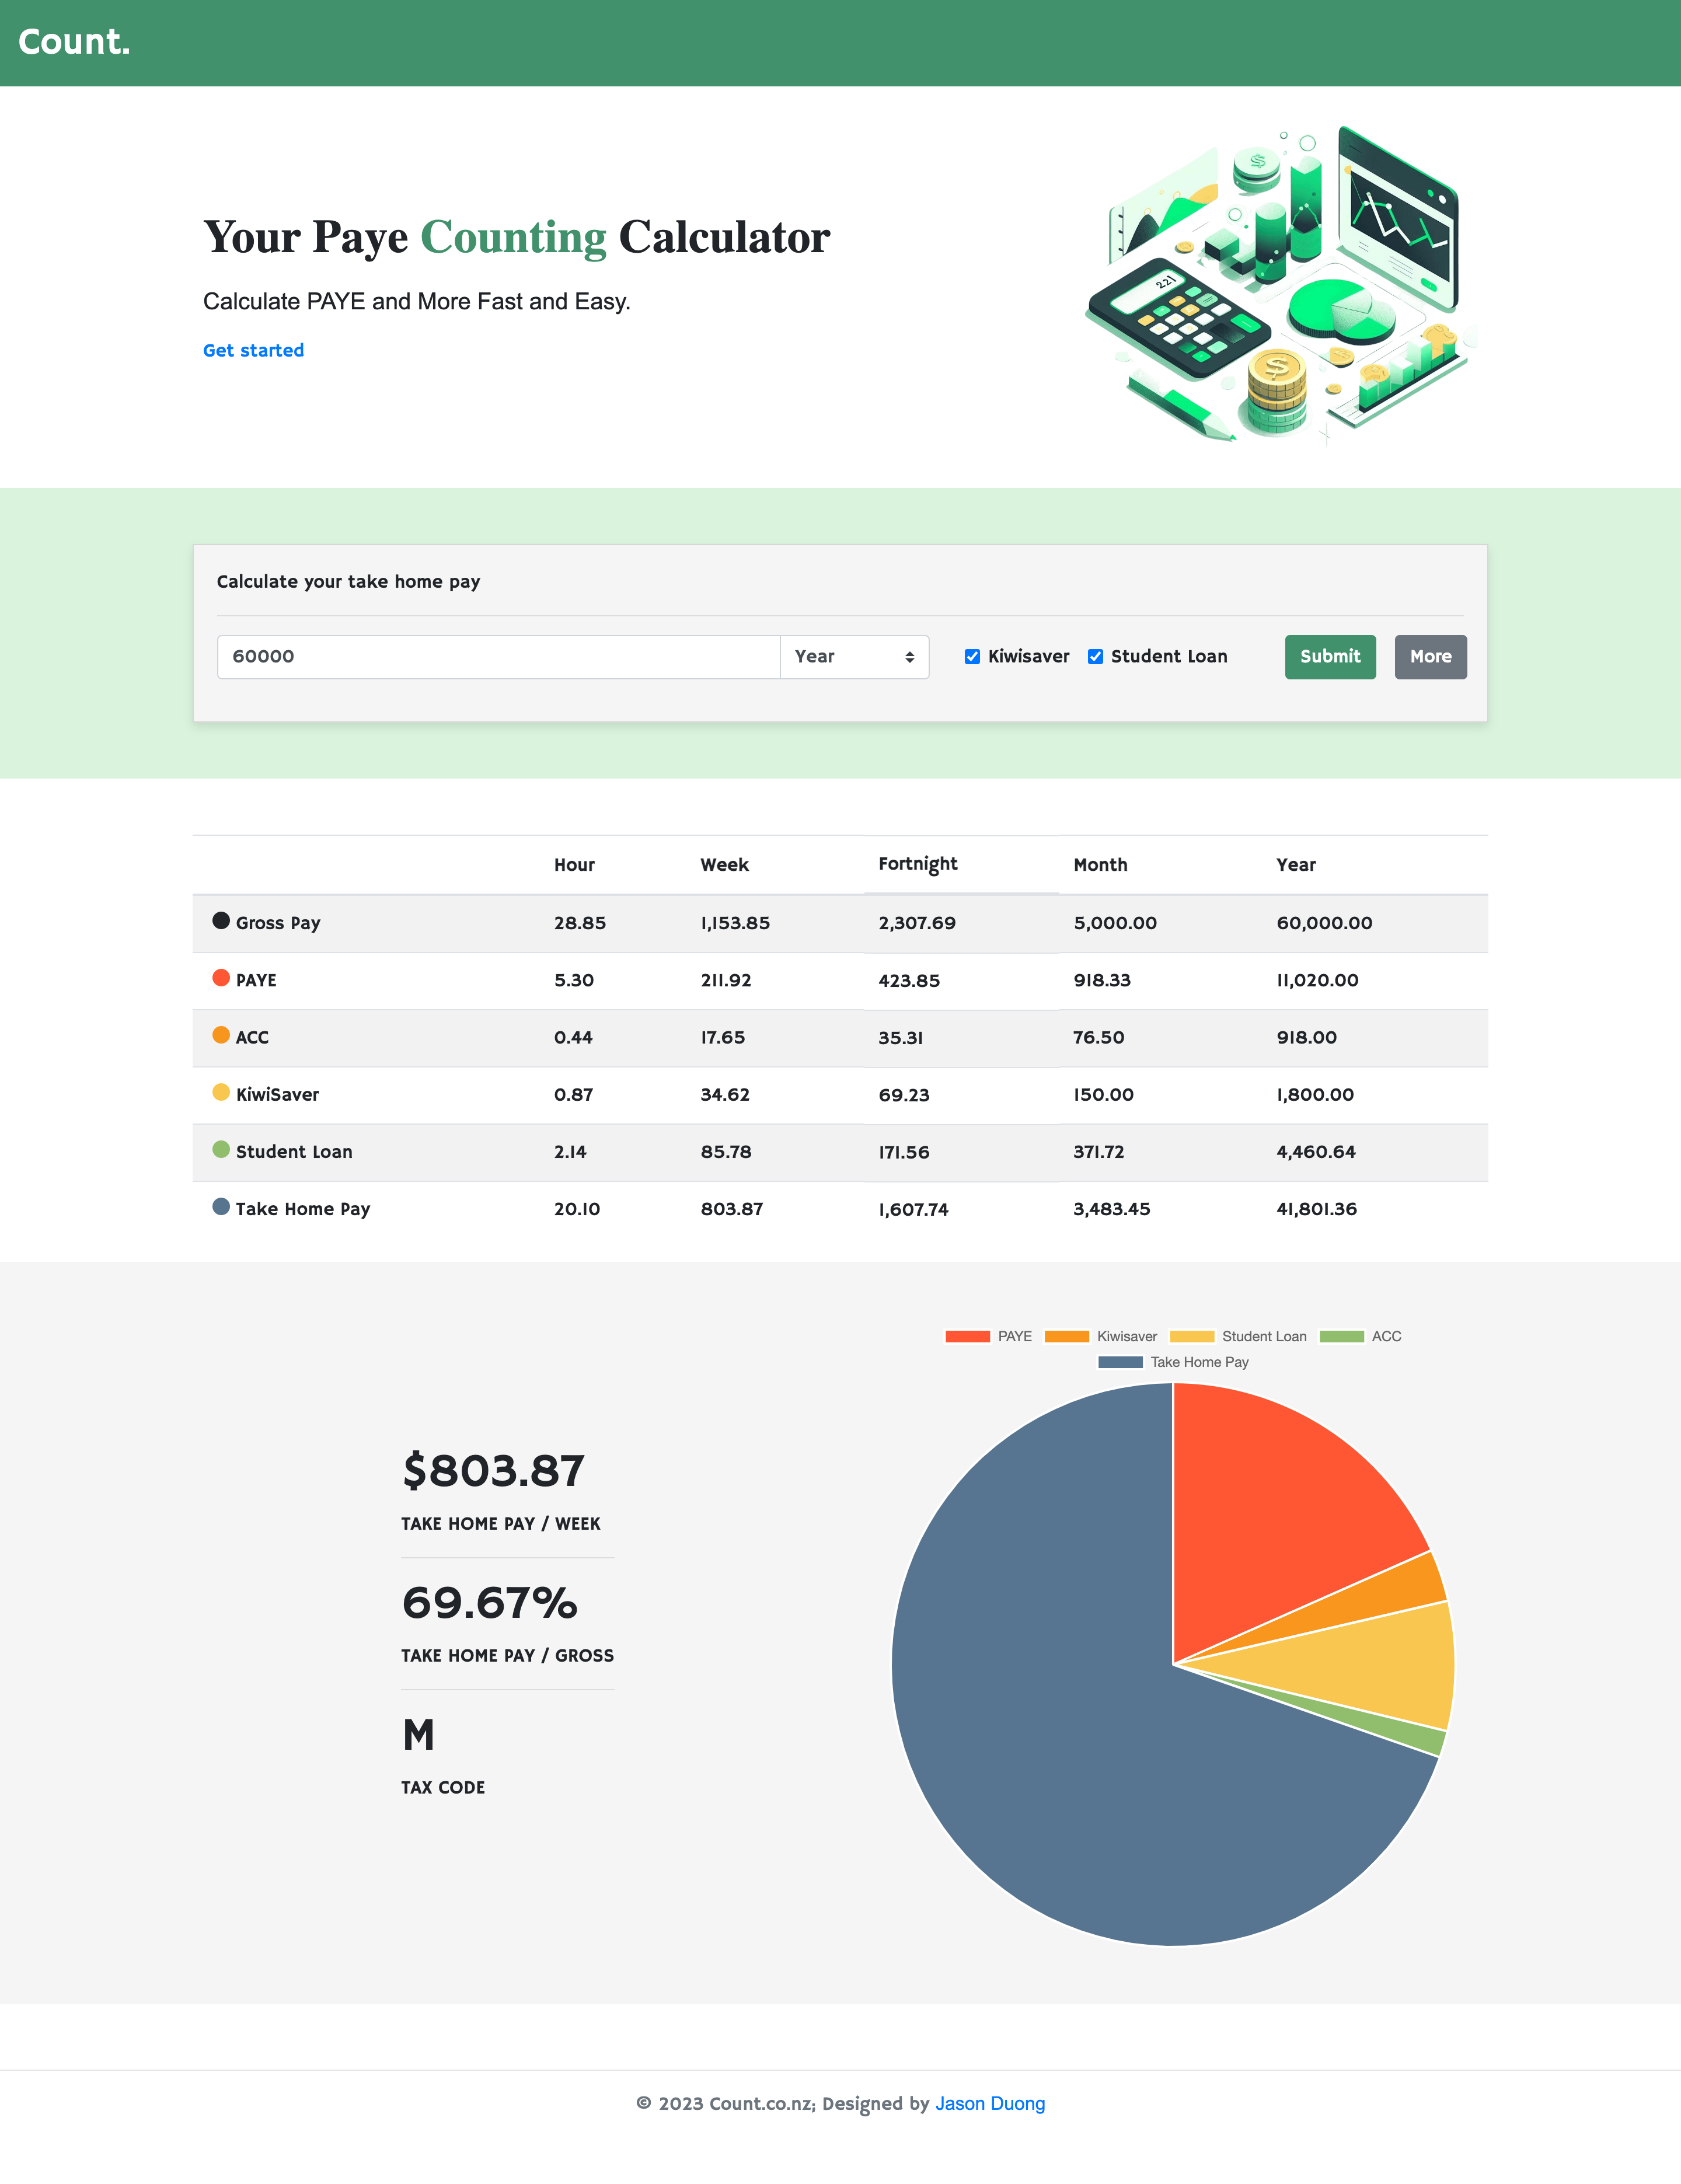 Count.
Your Paye Counting Calculator
Calculate PAYE and More Fast and Easy.
Get started
221
Calculate your take home pay
60000 Year Kiwisaver Student Loan Submit More
Hour Week Fortnight Month Year
Gross Pay 28.85 1,153.85 2,307.69 5,000.00 60,000.00
PAYE 5.30 211.92 423.85 918.33 11,020.00
ACC 0.44 17.65 35.31 76.50 918.00
KiwiSaver 0.87 34.62 69.23 150.00 1,800.00
Student Loan 2.14 85.78 171.56 371.72 4,460.64
Take Home Pay 20.10 803.87 1,607.74 3,483.45 41,801.36
$803.87
TAKE HOME PAY / WEEK
69.67%
TAKE HOME PAY / GROSS
M
TAX CODE
PAYE Kiwisaver Student Loan ACC
Take Home Pay
© 2023 Count.co.nz; Designed by Jason Duong